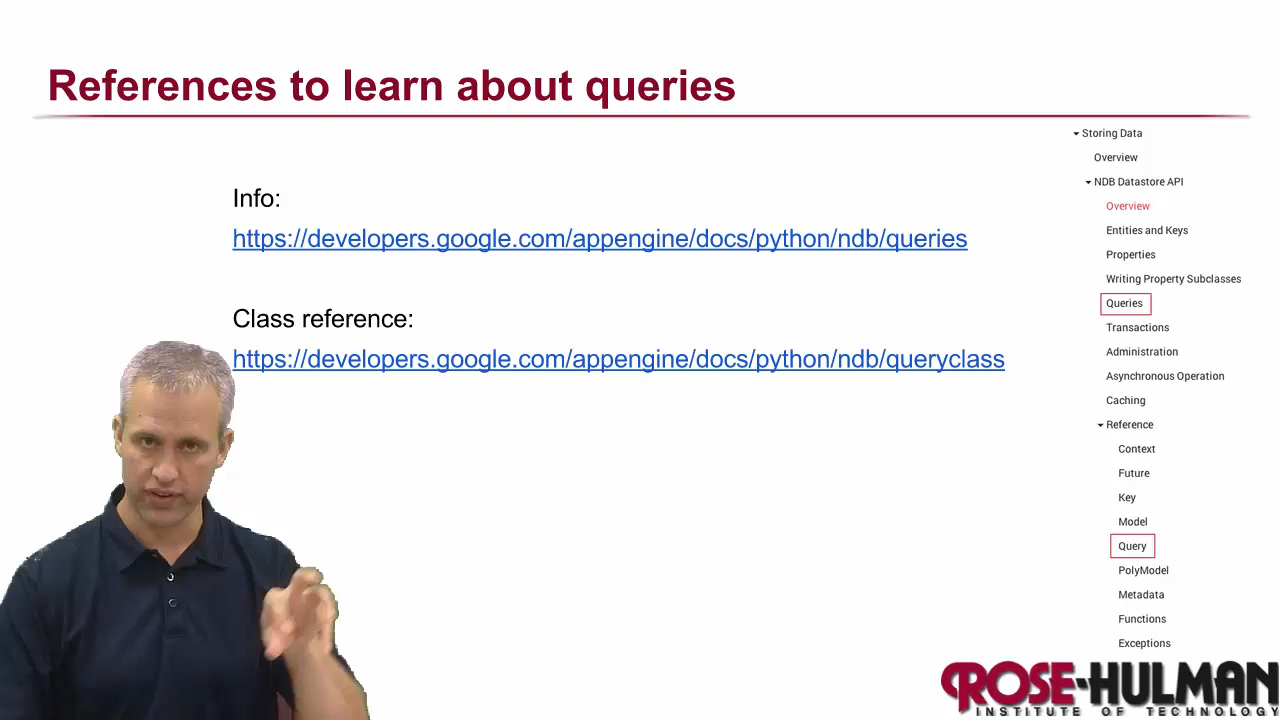 References to learn about queries
Info:
https://developers.google.com/appengine/docs/python/ndb/queries
Class reference:
https://developers.google.com/appengine/docs/python/ndb/queryclass
Storing Data
Overview
NDB Datastore API
Overview
Entities and Keys
Properties
Writing Property Subclasses
Queries
Transactions
Administration
Asynchronous Operation
Caching
Reference
Context
Future
Key
Model
Query
PolyModel
Metadata
Functions
Exceptions
ROSE-HULMAN
INSTITUTE OF TECHNOLOGY